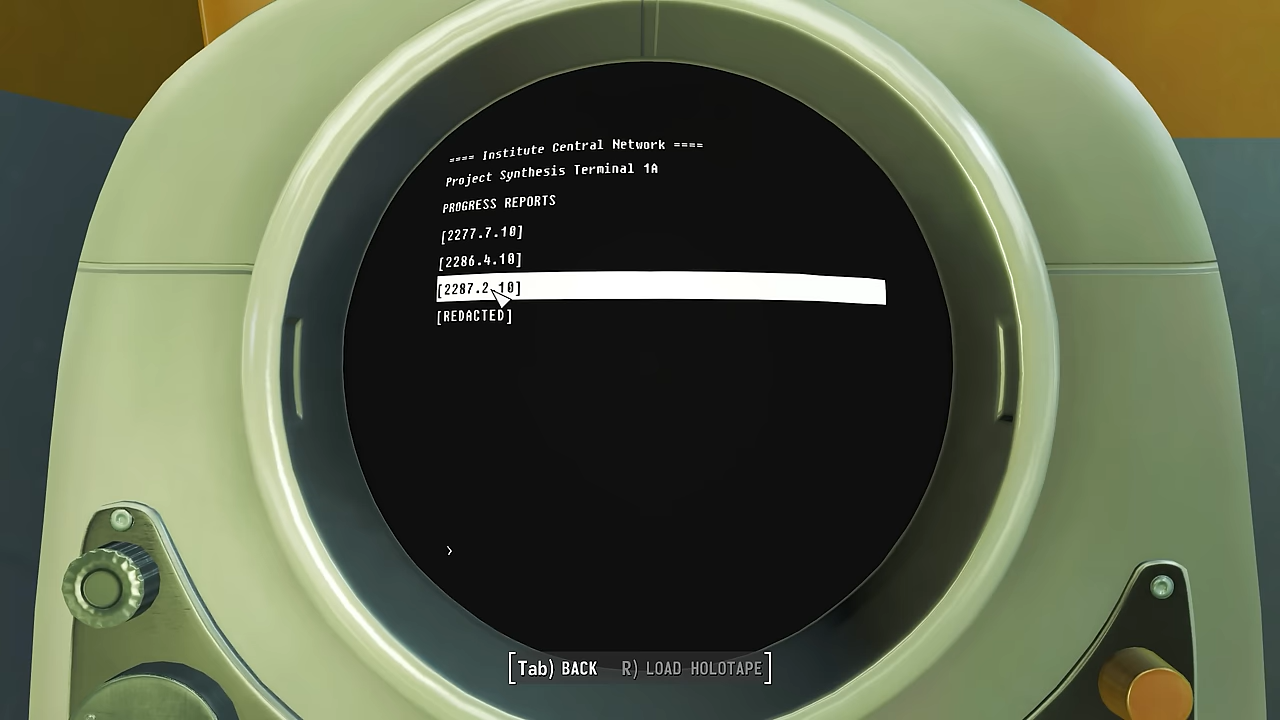 ==== Institute Central Network ====
Project Synthesis Terminal 1A
PROGRESS REPORTS
[2277.7.10]
[2286.4.10]
[2287.2.10]
[REDACTED]
>
[Tab) BACK R) LOAD HOLOTAPE]